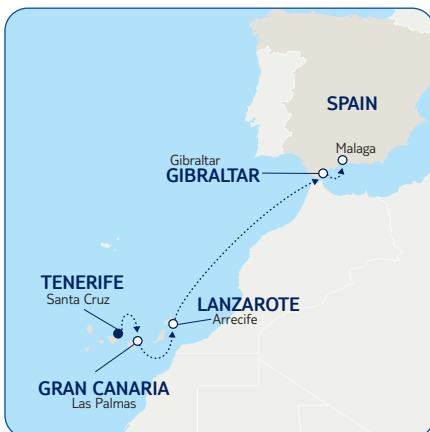 SPAIN
Malaga
Gibraltar
GIBRALTAR
TENERIFE
Santa Cruz
LANZAROTE
Arrecife
GRAN CANARIA
Las Palmas